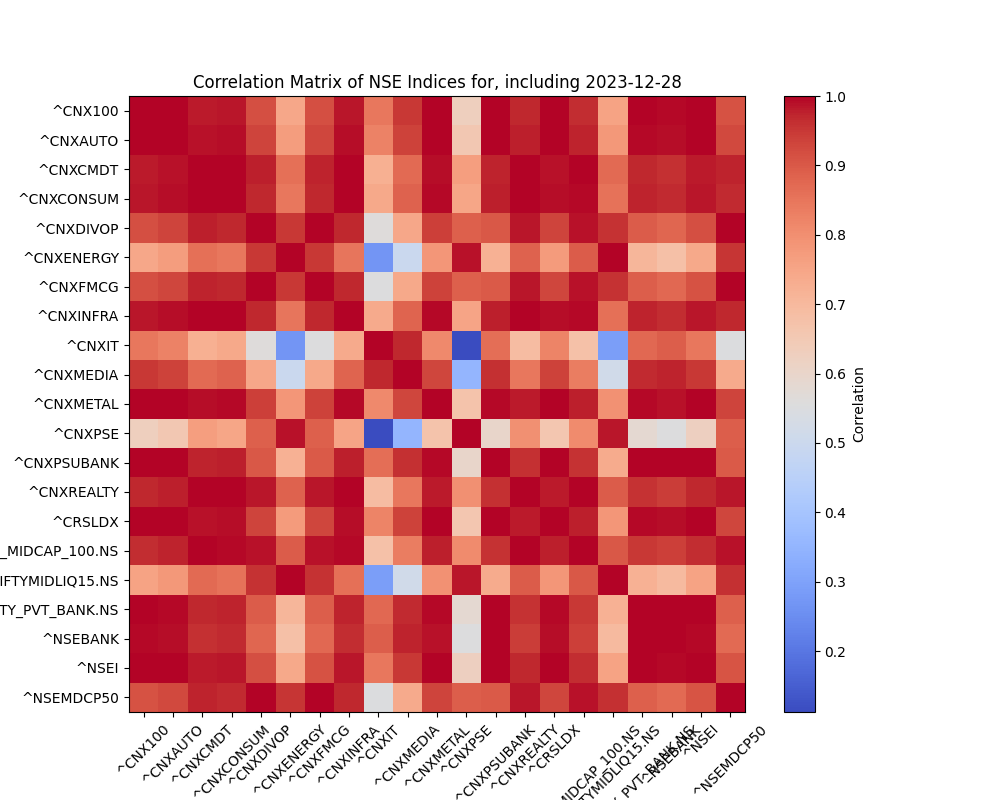 Correlation Matrix of NSE Indices for, including 2023-12-28
^CNX100
^CNXAUTO
^CNXCMDT
^CNXCONSUM
^CNXDIVOP
^CNXENERGY
^CNXFMCG
^CNXINFRA
^CNXIT
^CNXMEDIA
^CNXMETAL
^CNXPSE
^CNXPSUBANK
^CNXREALTY
^CRSLDX
_MIDCAP_100.NS
IFTYMIDLIQ15.NS
TY_PVT_BANK.NS
^NSEBANK
^NSEI
^NSEMDCP50
^CNX100
^CNXAUTO
^CNXCMDT
^CNXCONSUM
^CNXDIVOP
^CNXENERGY
^CNXFMCG
^CNXINFRA
^CNXIT
^CNXMEDIA
^CNXMETAL
^CNXPSE
^CNXPSUBANK
^CNXREALTY
^CRSLDX
MIDCAP_100.NS
TYMIDLIQ15.NS
PVT_BANK.NS
^NSEBANK
^NSEI
^NSEMDCP50
1.0
0.9
0.8
0.7
0.6
0.5
0.4
0.3
0.2
Correlation